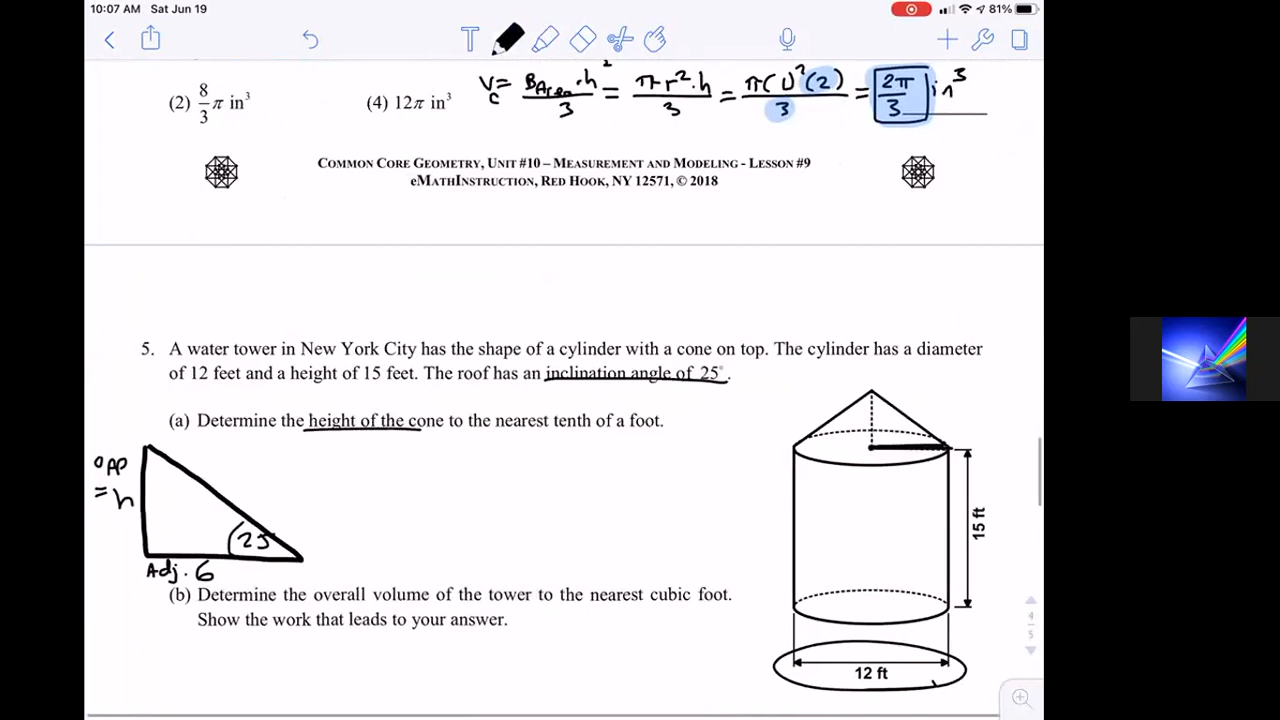 10:07 AM Sat Jun 19
81%
(2) 8/3 π in³
(4) 12π in³
Vc = BArea·h/3 = πr²·h/3 = π(1)²(2)/3 = 2π/3 in³
COMMON CORE GEOMETRY, UNIT #10 – MEASUREMENT AND MODELING - LESSON #9
eMATHINSTRUCTION, RED HOOK, NY 12571, © 2018
5. A water tower in New York City has the shape of a cylinder with a cone on top. The cylinder has a diameter
of 12 feet and a height of 15 feet. The roof has an inclination angle of 25°.
(a) Determine the height of the cone to the nearest tenth of a foot.
opp
= h
25
Adj. 6
15 ft
(b) Determine the overall volume of the tower to the nearest cubic foot.
Show the work that leads to your answer.
12 ft
4
5